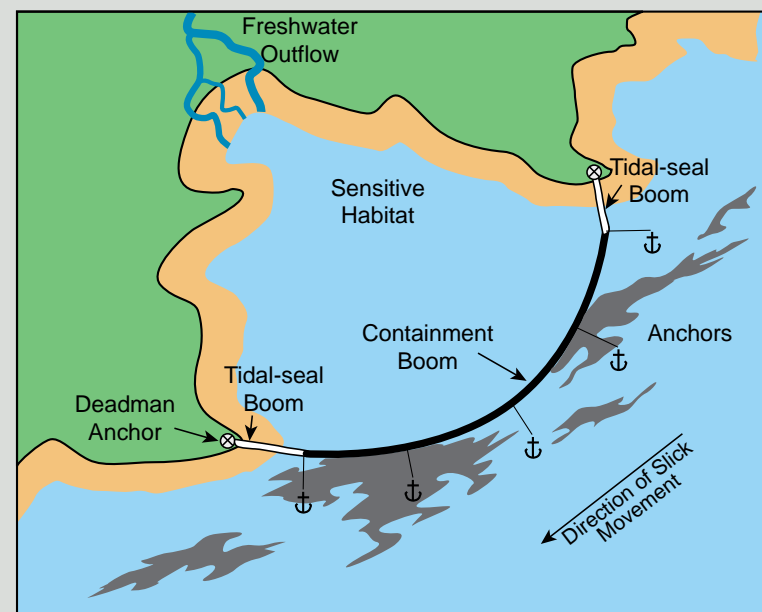 Freshwater
Outflow
Tidal-seal
Boom
Sensitive
Habitat
Containment
Boom
Anchors
Tidal-seal
Boom
Deadman
Anchor
Direction of Slick
Movement